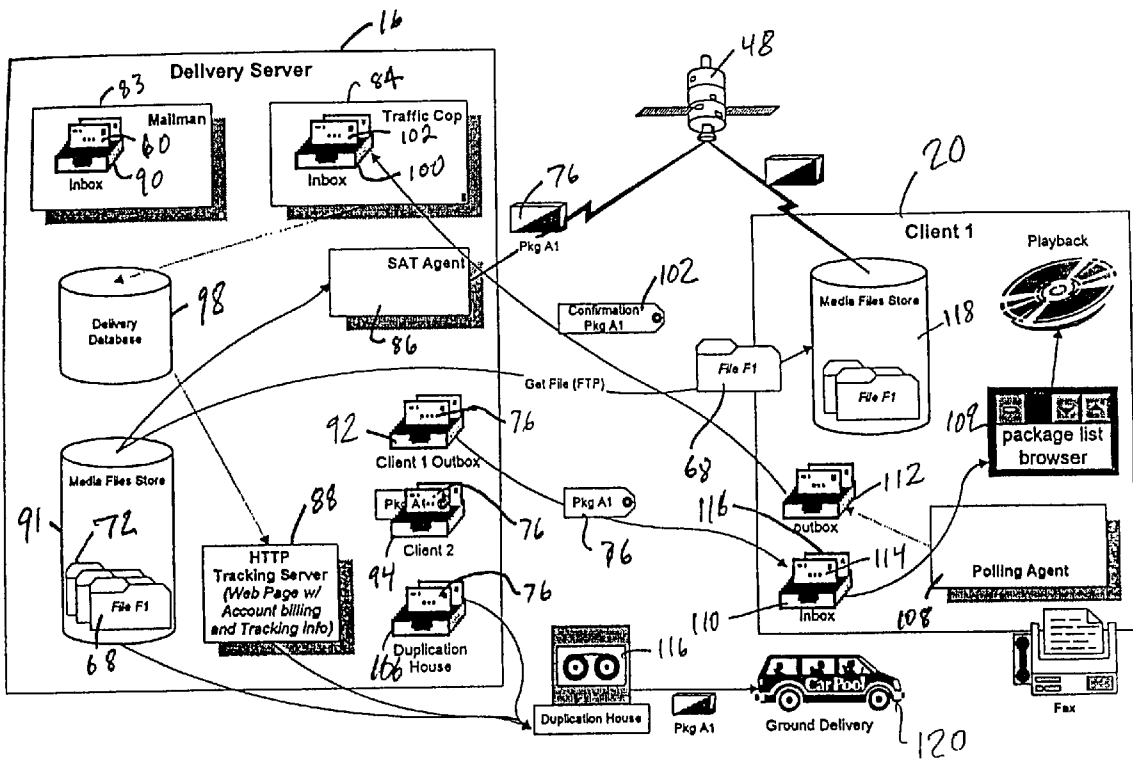 16
Delivery Server
83
Mailman
60
90
Inbox
84
Traffic Cop
102
100
Inbox
48
76
Pkg A1
20
Client 1
Playback
SAT Agent
86
98
Delivery
Database
102
Confirmation
Pkg A1
Media Files Store
118
File F1
Get File (FTP)
File F1
68
109
package list
browser
92
76
Client 1 Outbox
Pkg A1
76
Client 2
94
Pkg A1
76
112
outbox
116
114
110
Inbox
Polling Agent
108
Media Files Store
91
72
File F1
68
88
HTTP
Tracking Server
(Web Page w/
Account billing
and Tracking Info)
76
106
Duplication
House
116
Duplication House
Pkg A1
Car Pool
Ground Delivery
120
Fax